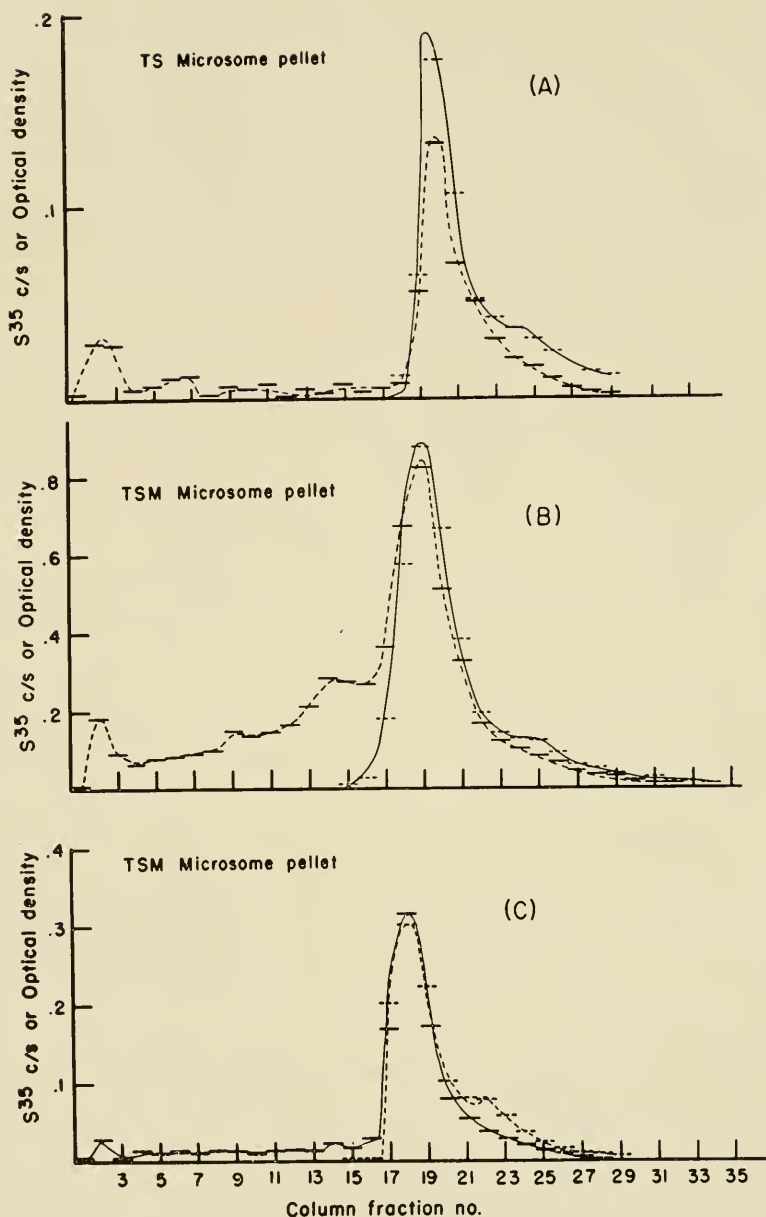 .2
TS Microsome pellet
(A)
.1
S35 c/s or Optical density
TSM Microsome pellet
(B)
.8
.6
.4
.2
S35 c/s or Optical density
.4
TSM Microsome pellet
(C)
.3
.2
.1
S35 c/s or Optical density
3 5 7 9 11 13 15 17 19 21 23 25 27 29 31 33 35
Column fraction no.